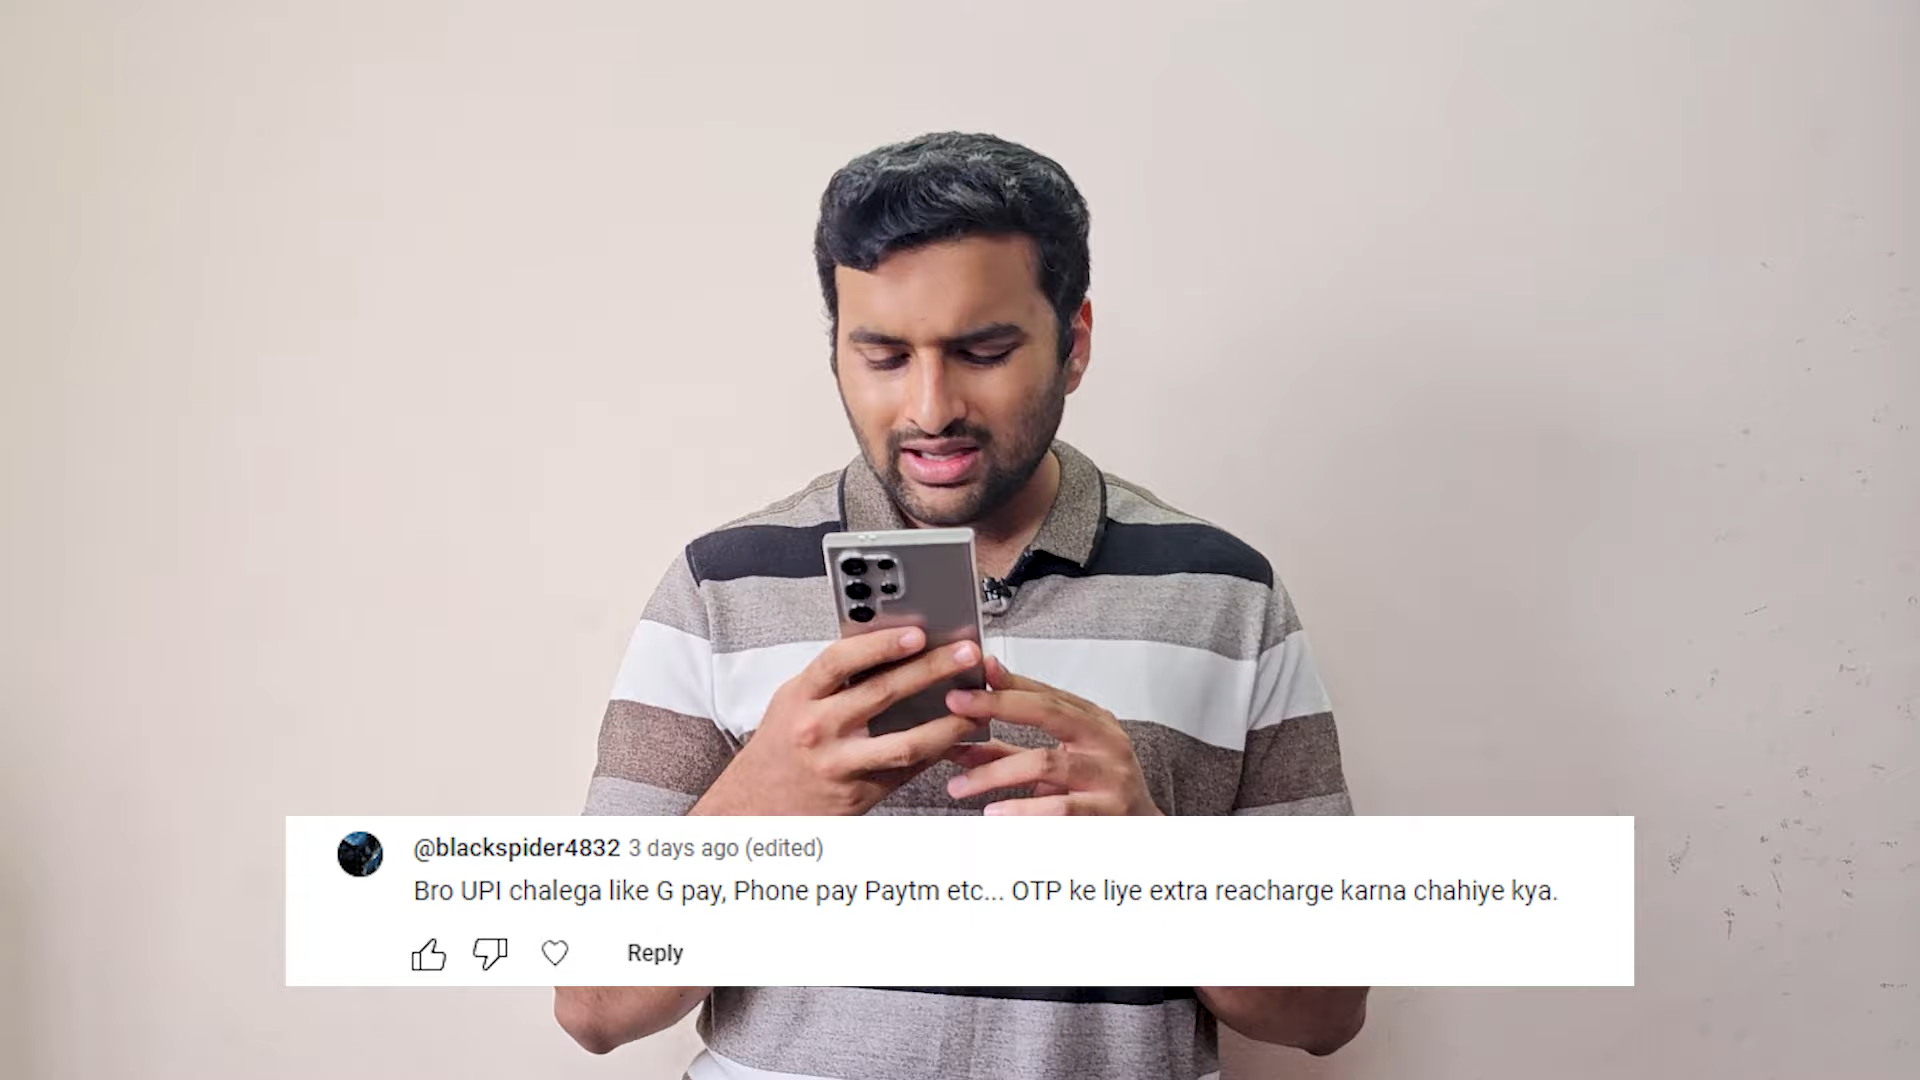 @blackspider4832 3 days ago (edited)
Bro UPI chalega like G pay, Phone pay Paytm etc... OTP ke liye extra reacharge karna chahiye kya.
Reply